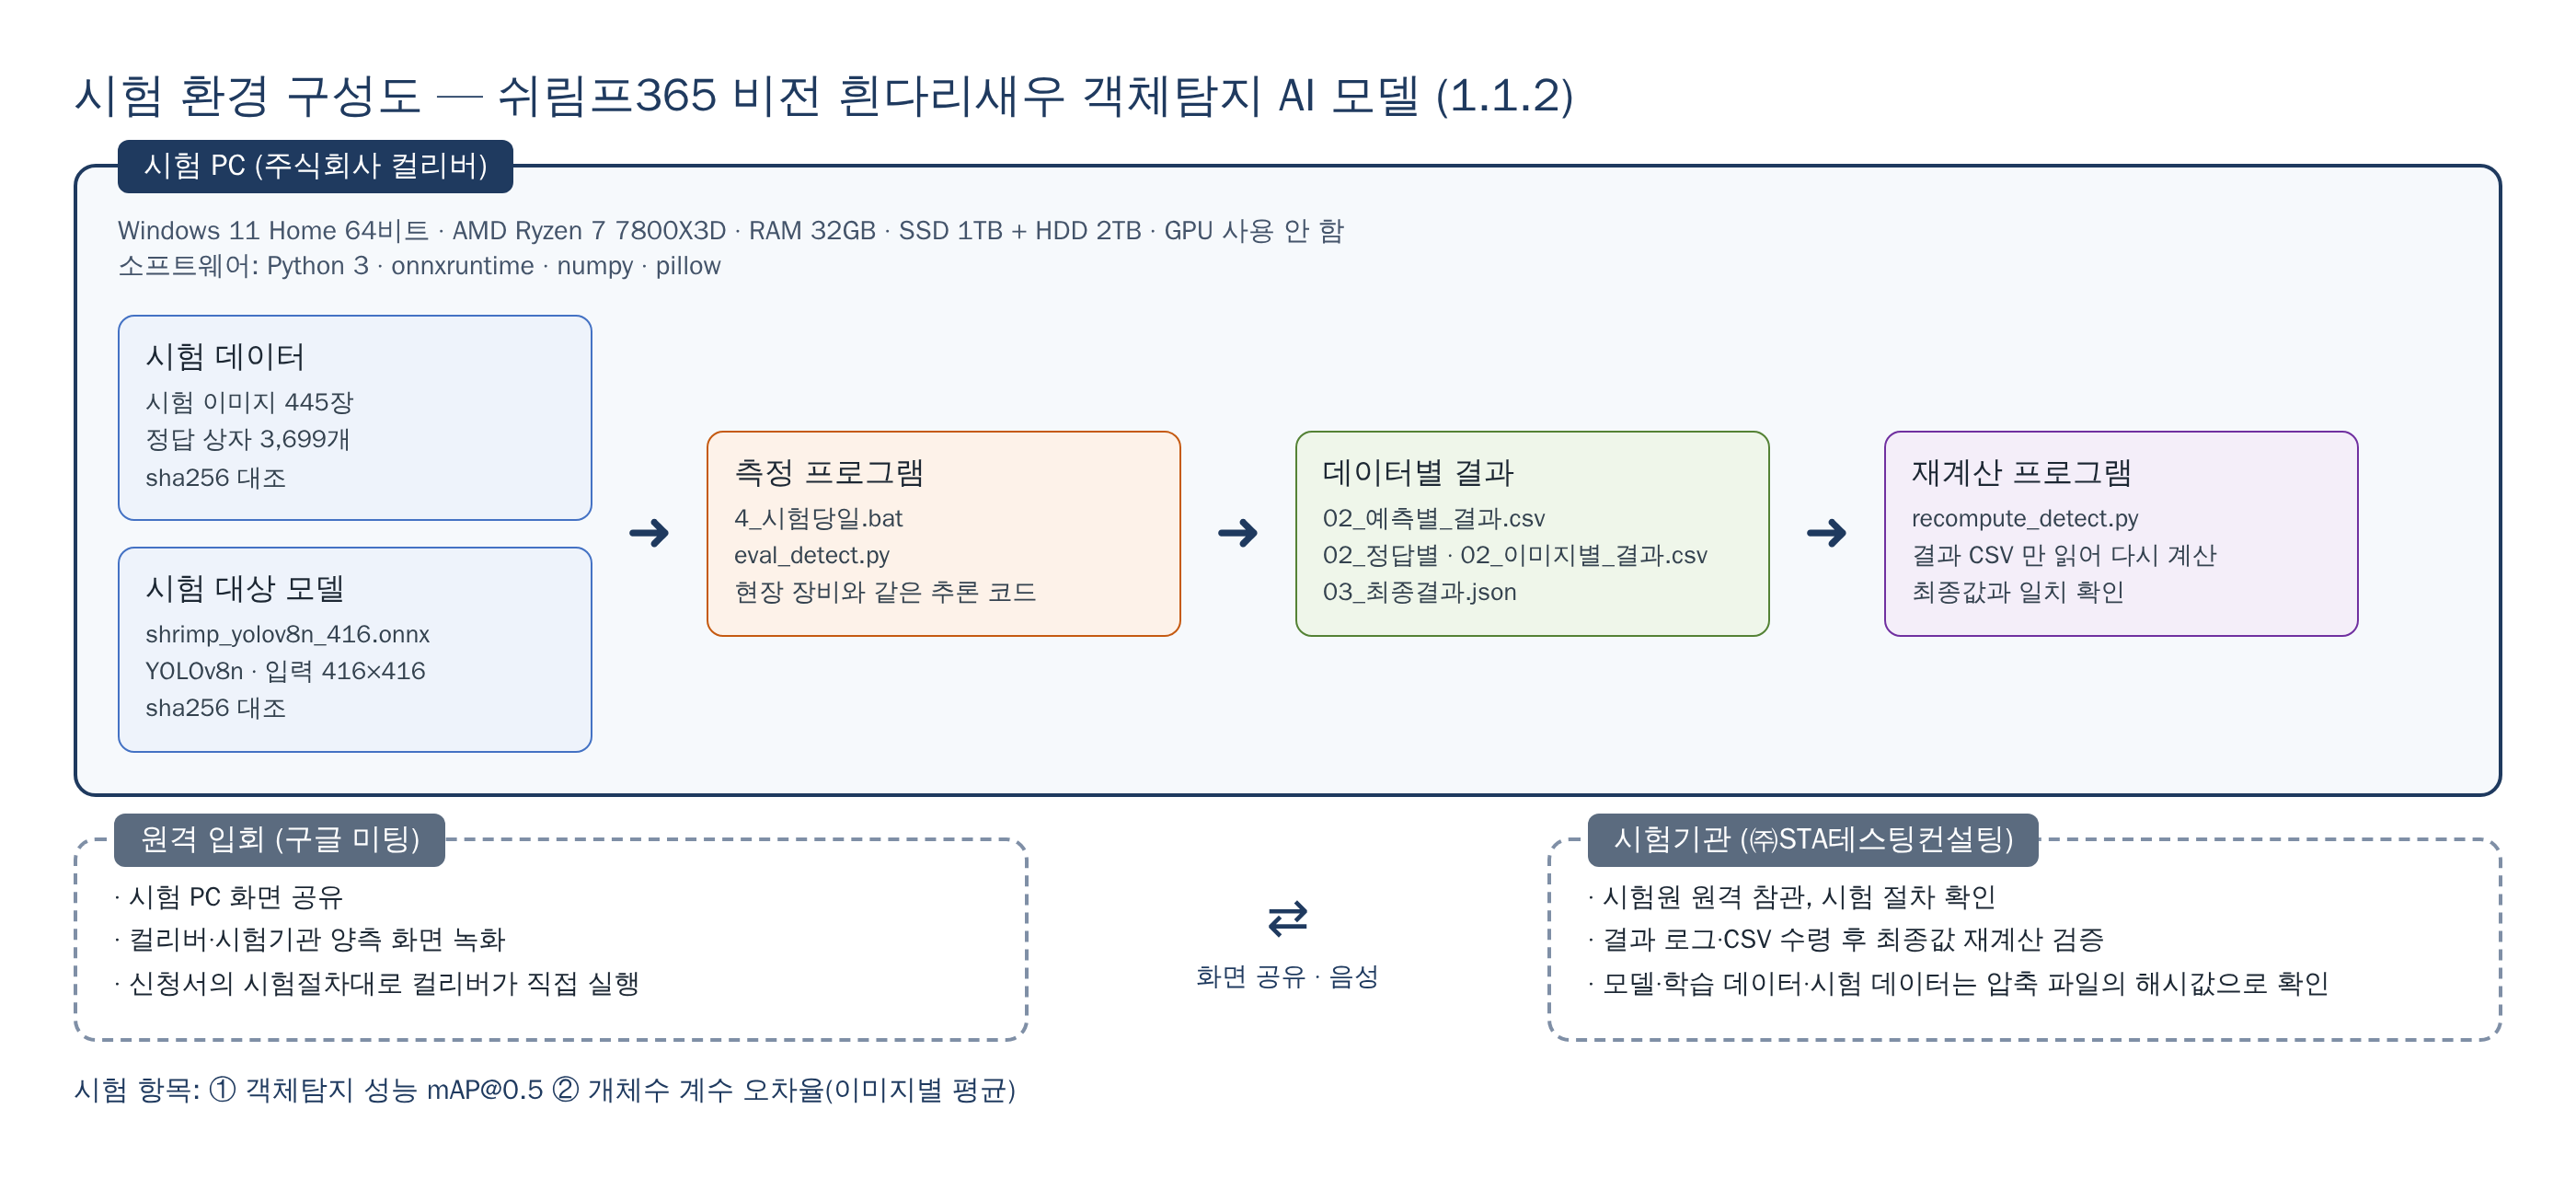 시험 환경 구성도 — 쉬림프365 비전 흰다리새우 객체탐지 AI 모델 (1.1.2)
시험 PC (주식회사 컬리버)
Windows 11 Home 64비트 · AMD Ryzen 7 7800X3D · RAM 32GB · SSD 1TB + HDD 2TB · GPU 사용 안 함
소프트웨어: Python 3 · onnxruntime · numpy · pillow
시험 데이터
시험 이미지 445장
정답 상자 3,699개
sha256 대조
시험 대상 모델
shrimp_yolov8n_416.onnx
YOLOv8n · 입력 416×416
sha256 대조
➜
측정 프로그램
4_시험당일.bat
eval_detect.py
현장 장비와 같은 추론 코드
➜
데이터별 결과
02_예측별_결과.csv
02_정답별 · 02_이미지별_결과.csv
03_최종결과.json
➜
재계산 프로그램
recompute_detect.py
결과 CSV 만 읽어 다시 계산
최종값과 일치 확인
원격 입회 (구글 미팅)
· 시험 PC 화면 공유
· 컬리버·시험기관 양측 화면 녹화
· 신청서의 시험절차대로 컬리버가 직접 실행
⇄
화면 공유 · 음성
시험기관 (㈜STA테스팅컨설팅)
· 시험원 원격 참관, 시험 절차 확인
· 결과 로그·CSV 수령 후 최종값 재계산 검증
· 모델·학습 데이터·시험 데이터는 압축 파일의 해시값으로 확인
시험 항목: ① 객체탐지 성능 mAP@0.5 ② 개체수 계수 오차율(이미지별 평균)